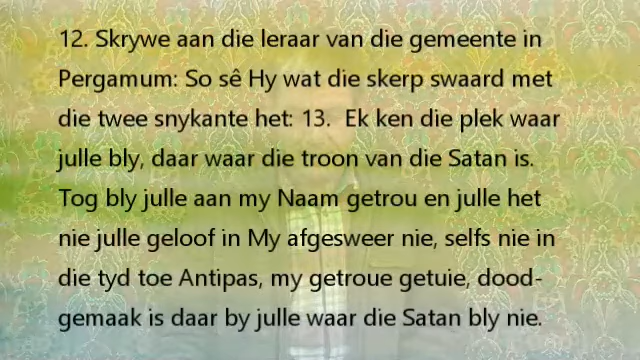 12. Skrywe aan die leraar van die gemeente in
Pergamum: So sê Hy wat die skerp swaard met
die twee snykante het: 13.  Ek ken die plek waar
julle bly, daar waar die troon van die Satan is.
Tog bly julle aan my Naam getrou en julle het
nie julle geloof in My afgesweer nie, selfs nie in
die tyd toe Antipas, my getroue getuie, dood-
gemaak is daar by julle waar die Satan bly nie.